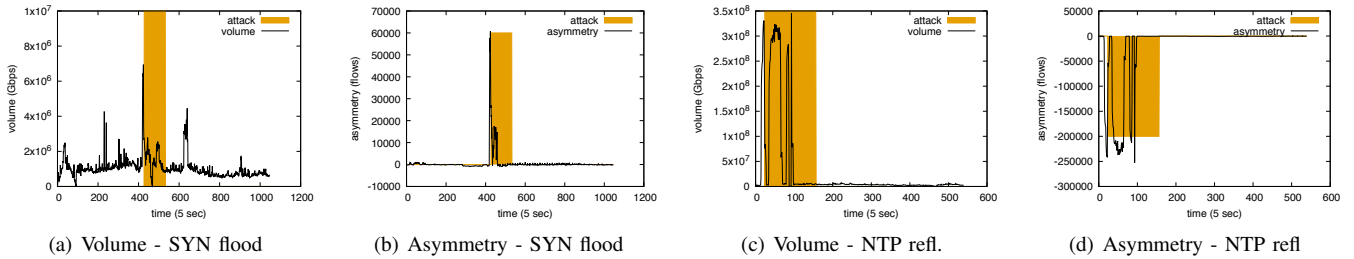 1x10^7
8x10^6
6x10^6
4x10^6
2x10^6
0
0 200 400 600 800 1000 1200
volume (Gbps)
time (5 sec)
attack
volume
(a) Volume - SYN flood
70000
60000
50000
40000
30000
20000
10000
0
-10000
0 200 400 600 800 1000 1200
asymmetry (flows)
time (5 sec)
attack
asymmetry
(b) Asymmetry - SYN flood
3.5x10^8
3x10^8
2.5x10^8
2x10^8
1.5x10^8
1x10^8
5x10^7
0
0 100 200 300 400 500 600
volume (Gbps)
time (5 sec)
attack
volume
(c) Volume - NTP refl.
50000
0
-50000
-100000
-150000
-200000
-250000
-300000
0 100 200 300 400 500 600
asymmetry (flows)
time (5 sec)
attack
asymmetry
(d) Asymmetry - NTP refl